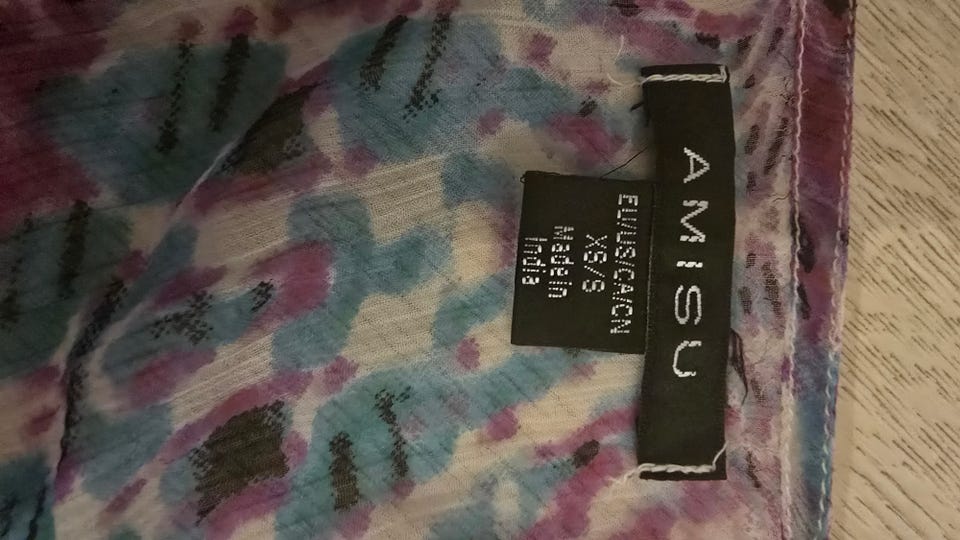 AMISU
EU/US/CA/CN
XS/S
Made in
India